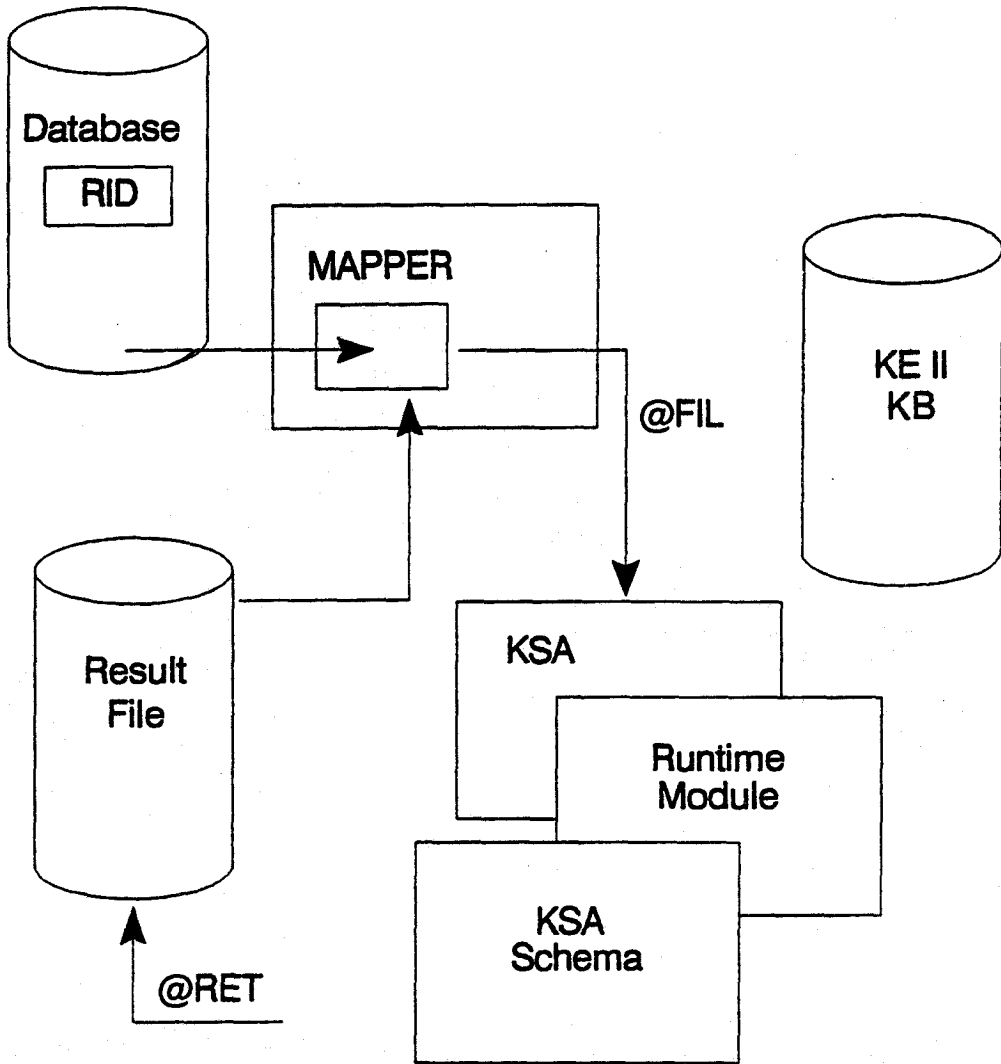 Database
RID
MAPPER
KE II
KB
@FIL
Result
File
KSA
Runtime
Module
KSA
Schema
@RET